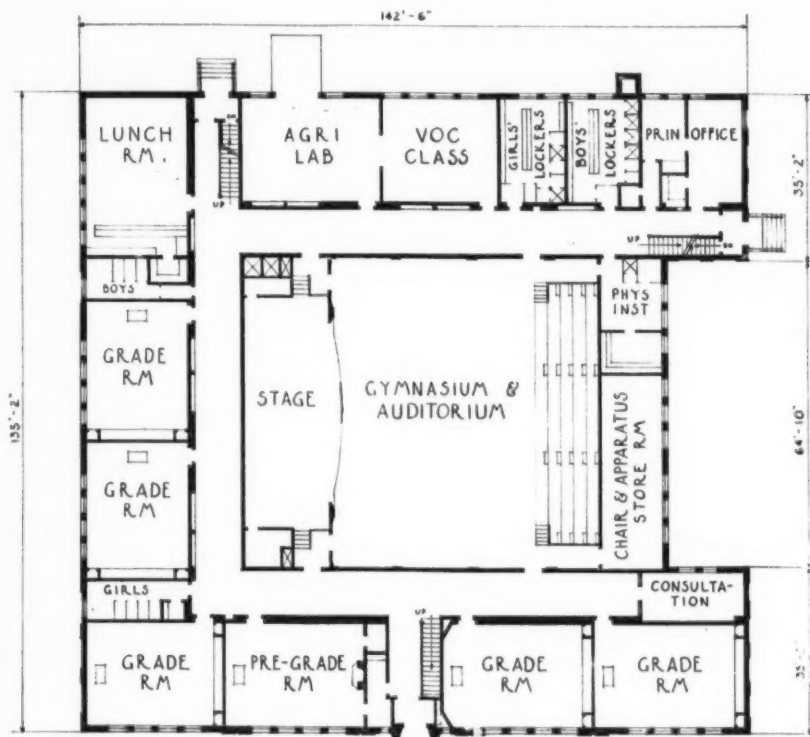 142'-6"
LUNCH
RM.
AGRI
LAB
VOC
CLASS
GIRLS'
LOCKERS
BOYS'
LOCKERS
PRIN
OFFICE
UP
35'-2"
UP
BOYS'
PHYS
INST
GRADE
RM
STAGE
GYMNASIUM &
AUDITORIUM
135'-2"
64'-10"
GRADE
RM
CHAIR & APPARATUS
STORE RM
GIRLS
CONSULTA-
TION
UP
GRADE
RM
PRE-GRADE
RM
GRADE
RM
GRADE
RM